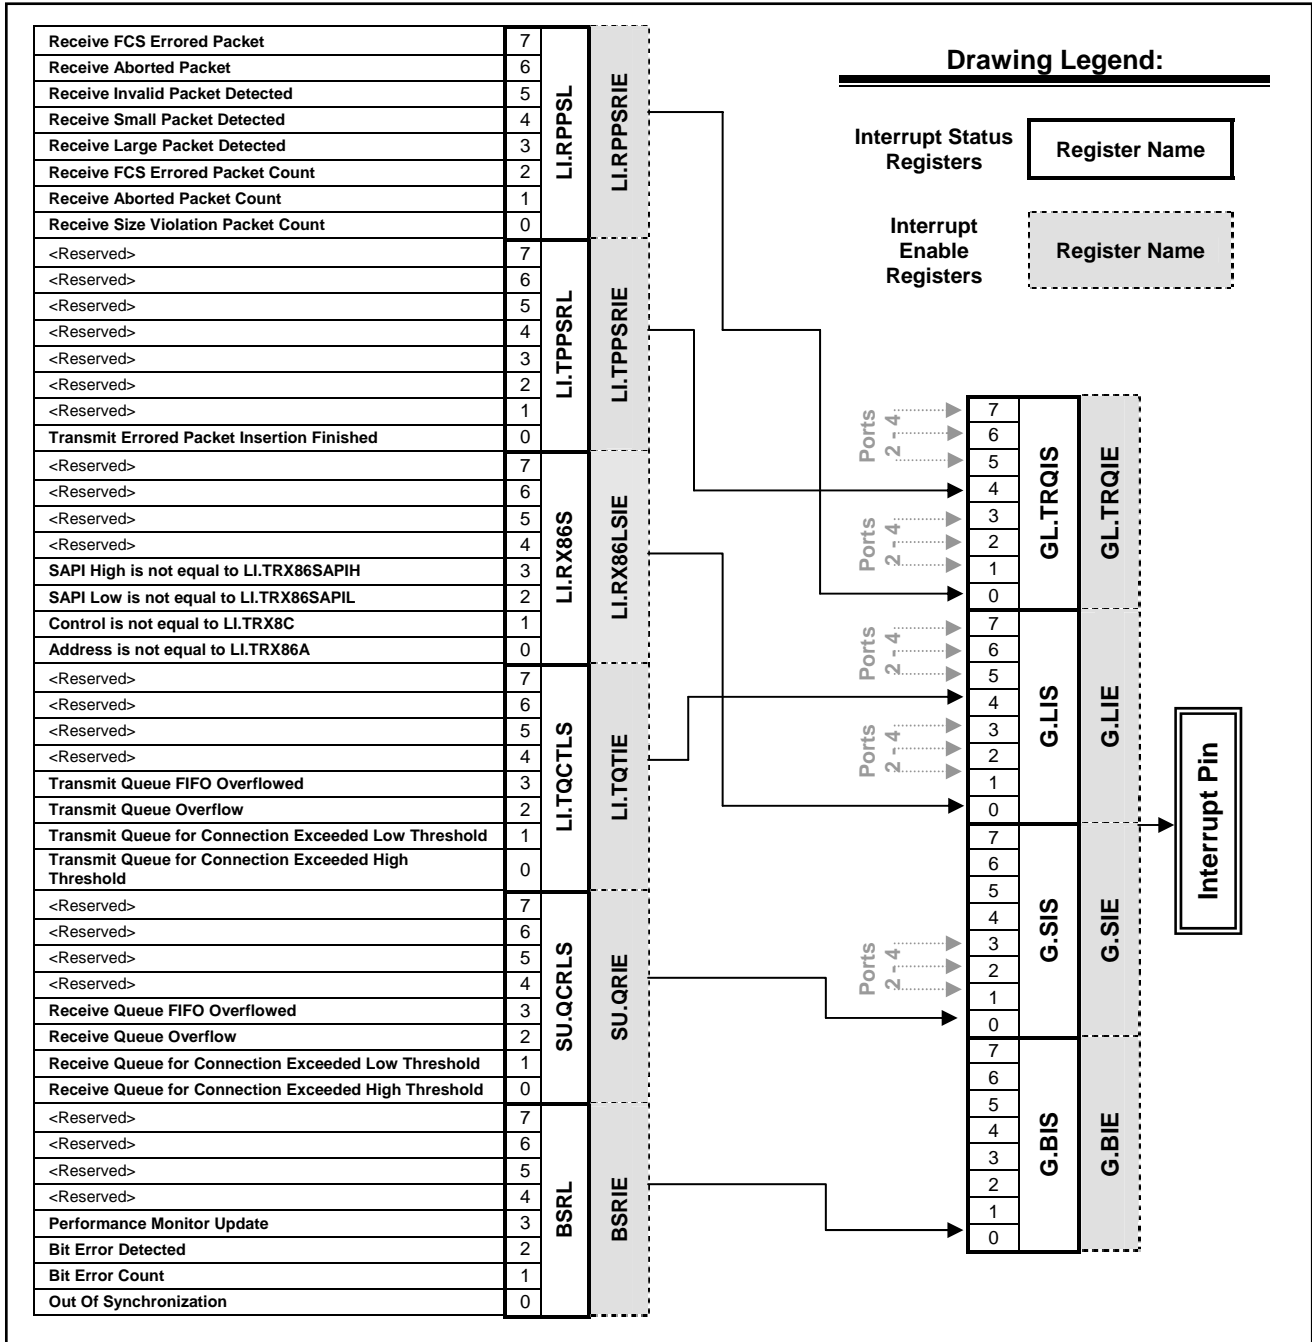 Receive FCS Errored Packet 7
Receive Aborted Packet 6
Receive Invalid Packet Detected 5
Receive Small Packet Detected 4
Receive Large Packet Detected 3
Receive FCS Errored Packet Count 2
Receive Aborted Packet Count 1
Receive Size Violation Packet Count 0
LI.RPPSL
LI.RPPSRIE
<Reserved> 7
<Reserved> 6
<Reserved> 5
<Reserved> 4
<Reserved> 3
<Reserved> 2
<Reserved> 1
Transmit Errored Packet Insertion Finished 0
LI.TPPSRL
LI.TPPSRIE
<Reserved> 7
<Reserved> 6
<Reserved> 5
<Reserved> 4
SAPI High is not equal to LI.TRX86SAPIH 3
SAPI Low is not equal to LI.TRX86SAPIL 2
Control is not equal to LI.TRX8C 1
Address is not equal to LI.TRX86A 0
LI.RX86S
LI.RX86LSIE
<Reserved> 7
<Reserved> 6
<Reserved> 5
<Reserved> 4
Transmit Queue FIFO Overflowed 3
Transmit Queue Overflow 2
Transmit Queue for Connection Exceeded Low Threshold 1
Transmit Queue for Connection Exceeded High
Threshold 0
LI.TQCTLS
LI.TQTIE
<Reserved> 7
<Reserved> 6
<Reserved> 5
<Reserved> 4
Receive Queue FIFO Overflowed 3
Receive Queue Overflow 2
Receive Queue for Connection Exceeded Low Threshold 1
Receive Queue for Connection Exceeded High Threshold 0
SU.QCRLS
SU.QRIE
<Reserved> 7
<Reserved> 6
<Reserved> 5
<Reserved> 4
Performance Monitor Update 3
Bit Error Detected 2
Bit Error Count 1
Out Of Synchronization 0
BSRL
BSRIE
Drawing Legend:
Interrupt Status
Registers
Register Name
Interrupt
Enable
Registers
Register Name
Ports
2 - 4
Ports
2 - 4
7
6
5
4
3
2
1
0
GL.TRQIS
GL.TRQIE
Ports
2 - 4
Ports
2 - 4
7
6
5
4
3
2
1
0
G.LIS
G.LIE
Ports
2 - 4
7
6
5
4
3
2
1
0
G.SIS
G.SIE
7
6
5
4
3
2
1
0
G.BIS
G.BIE
Interrupt Pin